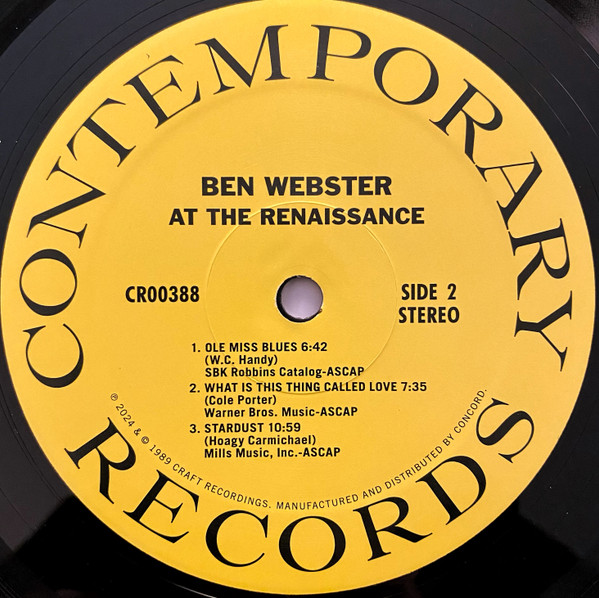 CONTEMPORARY
BEN WEBSTER
AT THE RENAISSANCE
CR00388
SIDE 2
STEREO
1. OLE MISS BLUES 6:42
(W.C. Handy)
SBK Robbins Catalog-ASCAP
2. WHAT IS THIS THING CALLED LOVE 7:35
(Cole Porter)
Warner Bros. Music-ASCAP
3. STARDUST 10:59
(Hoagy Carmichael)
Mills Music, Inc.-ASCAP
℗ 2024 & © 1989 CRAFT RECORDINGS. MANUFACTURED AND DISTRIBUTED BY CONCORD.
RECORDS